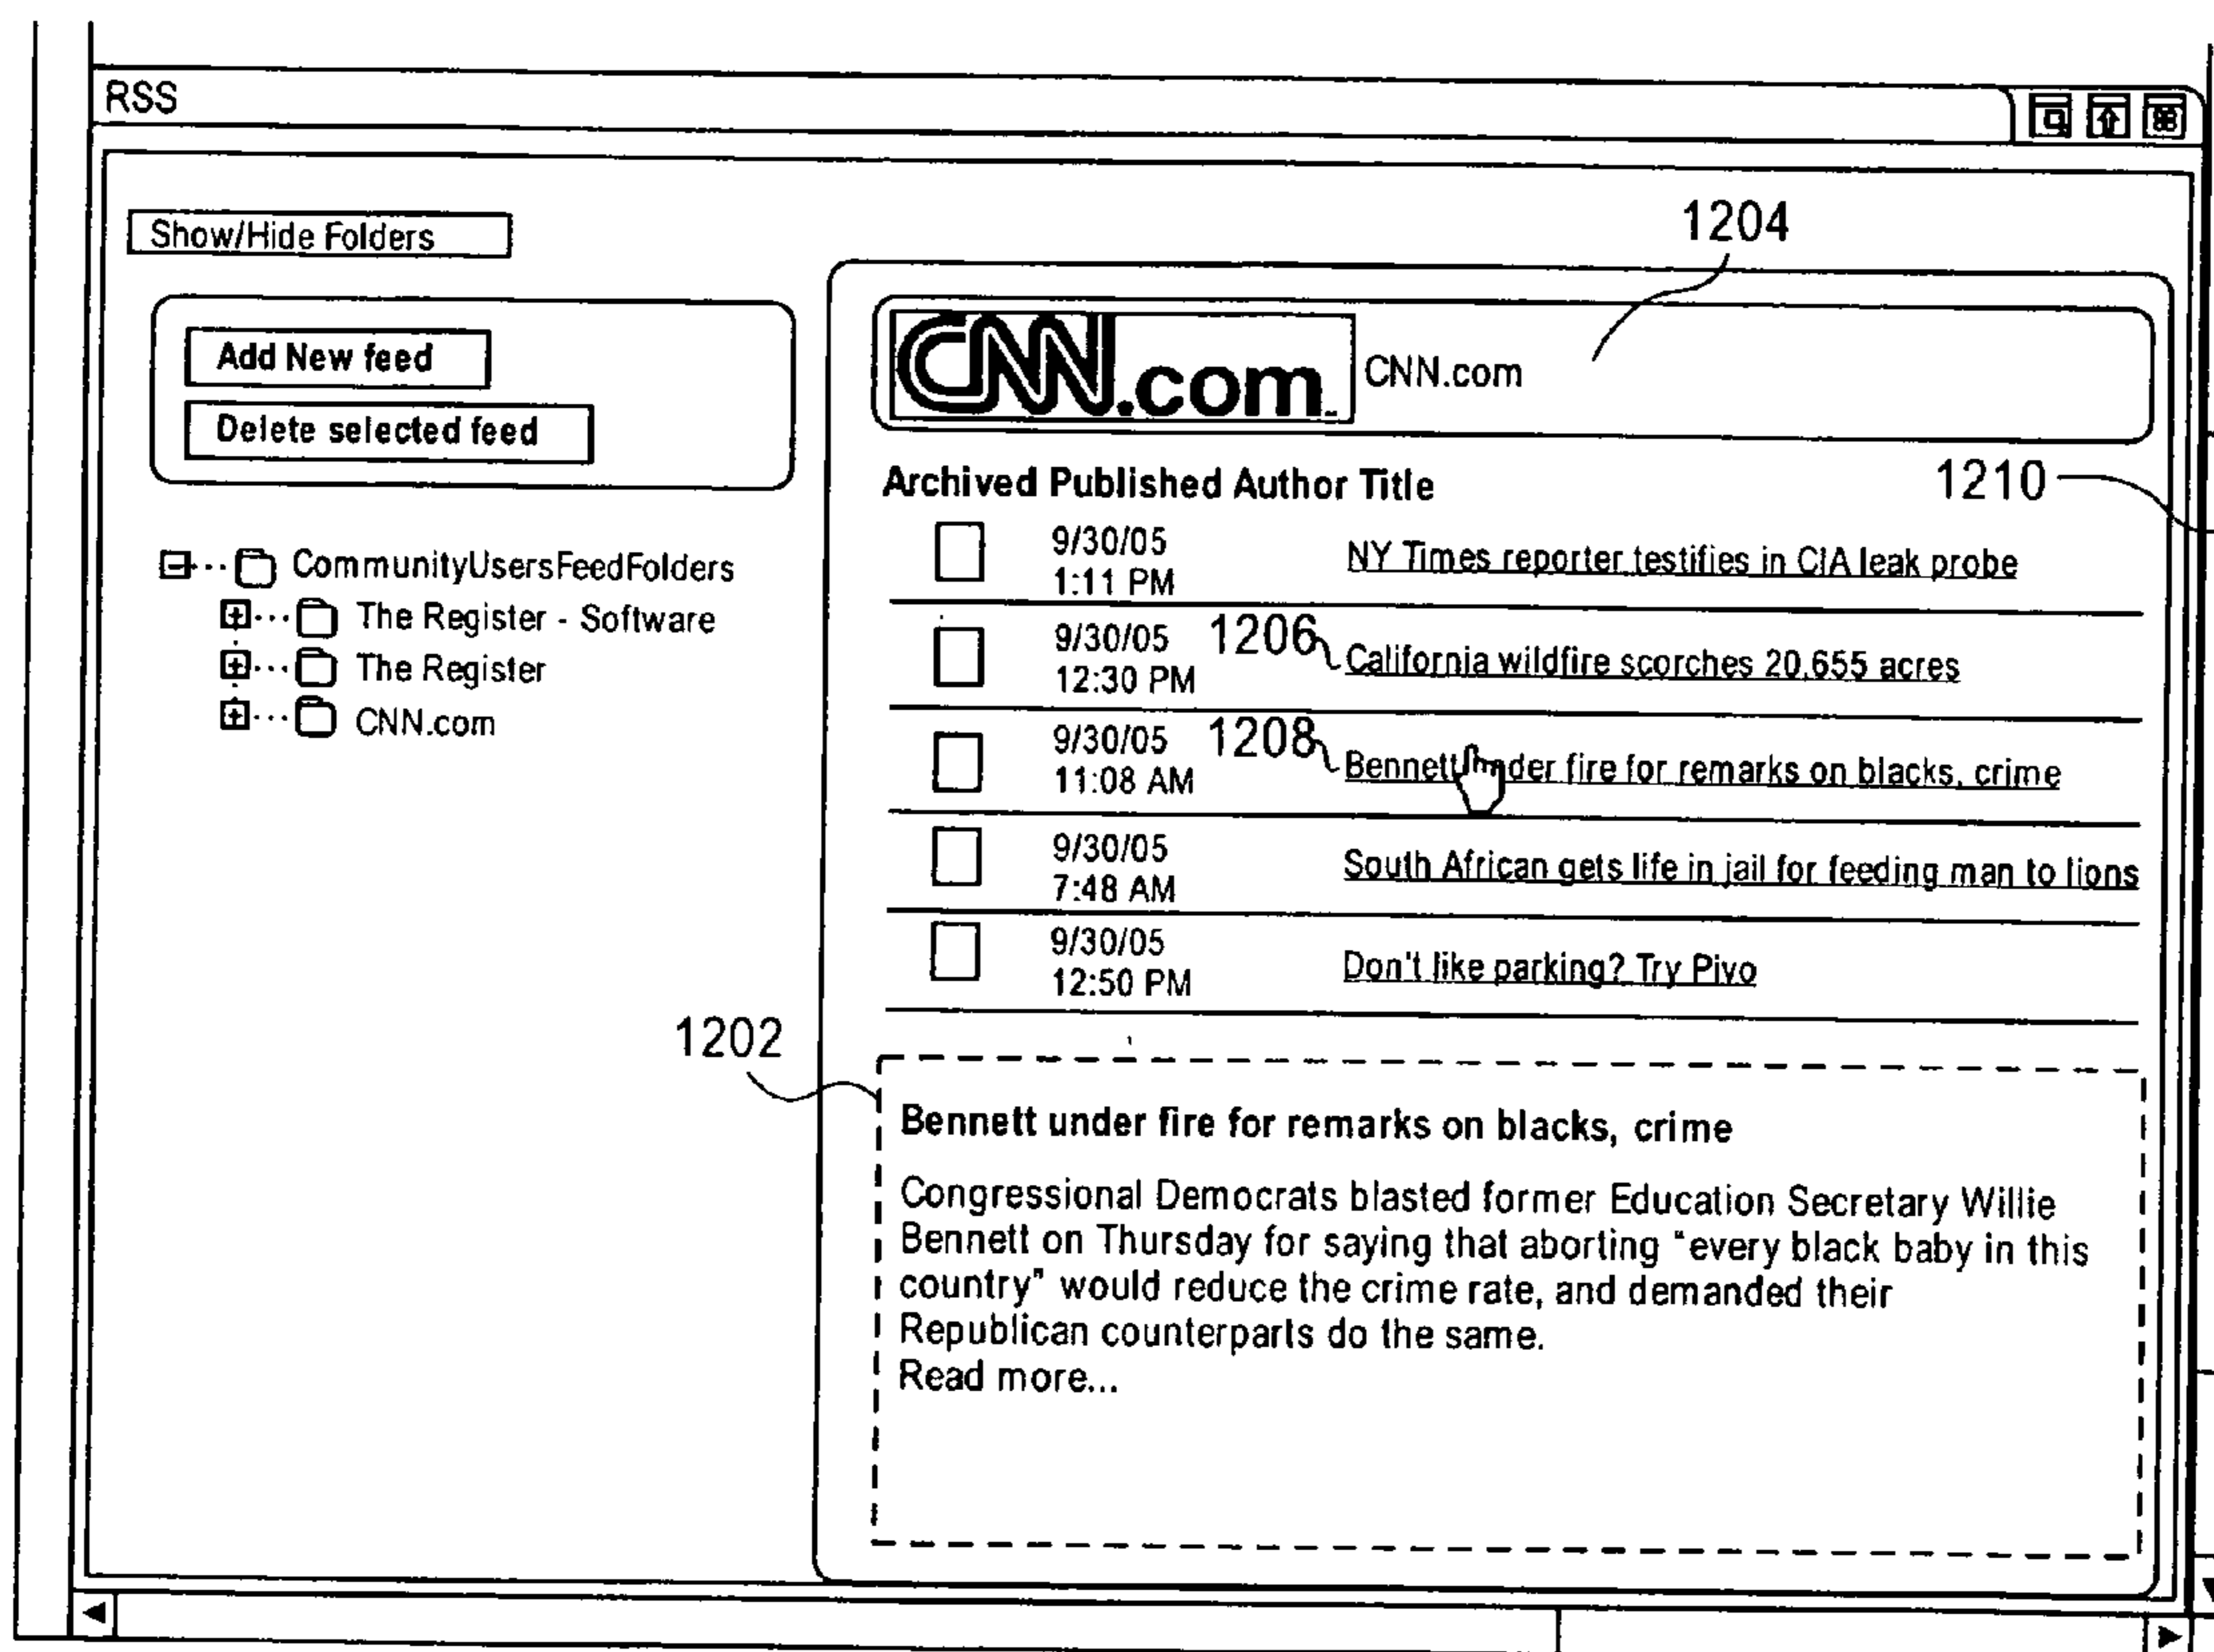 RSS
Show/Hide Folders
1204
Add New feed
Delete selected feed
CNN.com
CNN.com
1210
Archived Published Author Title
CommunityUsersFeedFolders
The Register - Software
The Register
CNN.com
9/30/05
1:11 PM
NY Times reporter testifies in CIA leak probe
9/30/05
12:30 PM
1206
California wildfire scorches 20,655 acres
9/30/05
11:08 AM
1208
Bennett under fire for remarks on blacks, crime
9/30/05
7:48 AM
South African gets life in jail for feeding man to lions
9/30/05
12:50 PM
Don't like parking? Try Pivo
1202
Bennett under fire for remarks on blacks, crime
Congressional Democrats blasted former Education Secretary Willie
Bennett on Thursday for saying that aborting "every black baby in this
country" would reduce the crime rate, and demanded their
Republican counterparts do the same.
Read more...